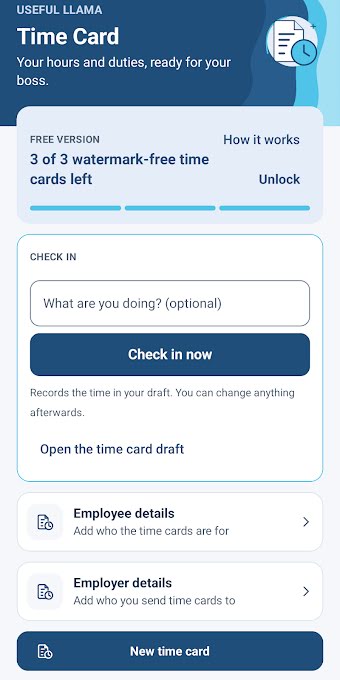 USEFUL LLAMA
Time Card
Your hours and duties, ready for your
boss.
FREE VERSION
How it works
3 of 3 watermark-free time
cards left
Unlock
CHECK IN
What are you doing? (optional)
Check in now
Records the time in your draft. You can change anything
afterwards.
Open the time card draft
Employee details
Add who the time cards are for
Employer details
Add who you send time cards to
New time card